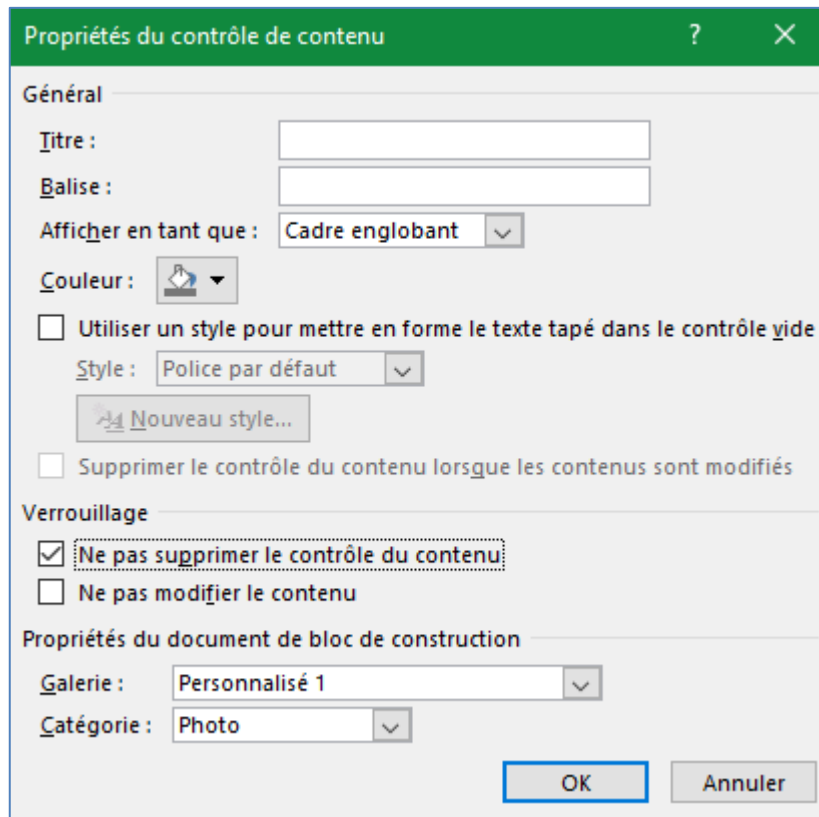 Propriétés du contrôle de contenu ? ×
Général
Titre :
Balise :
Afficher en tant que : Cadre englobant
Couleur :
Utiliser un style pour mettre en forme le texte tapé dans le contrôle vide
Style : Police par défaut
Nouveau style...
Supprimer le contrôle du contenu lorsque les contenus sont modifiés
Verrouillage
Ne pas supprimer le contrôle du contenu
Ne pas modifier le contenu
Propriétés du document de bloc de construction
Galerie : Personnalisé 1
Catégorie : Photo
OK Annuler